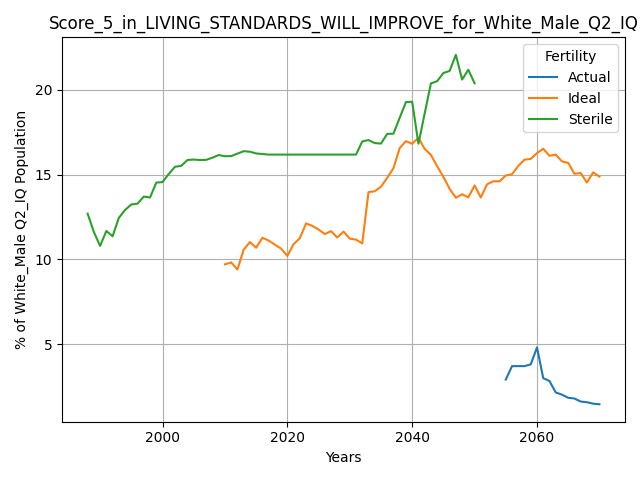 Score_5_in_LIVING_STANDARDS_WILL_IMPROVE_for_White_Male_Q2_IQ
Fertility
Actual
Ideal
Sterile
% of White_Male Q2_IQ Population
20
15
10
5
2000
2020
2040
2060
Years